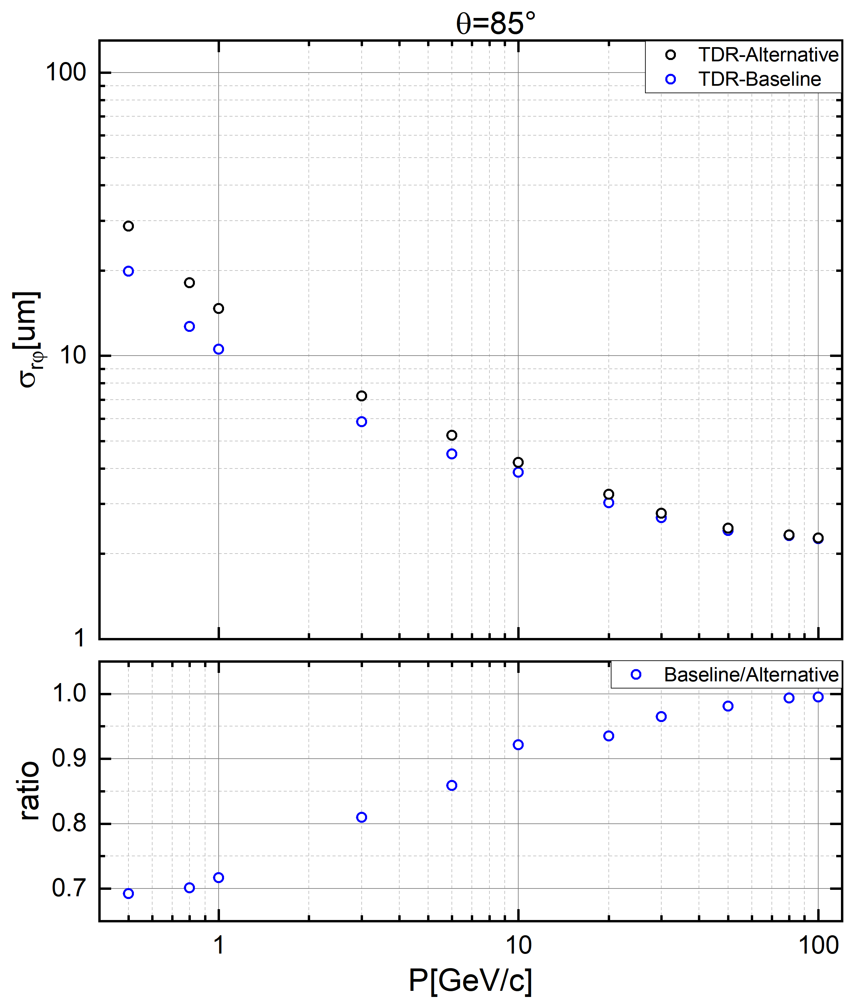 θ=85°
TDR-Alternative
TDR-Baseline
100
10
1
σrφ[um]
Baseline/Alternative
1.0
0.9
0.8
0.7
ratio
1 10 100
P[GeV/c]